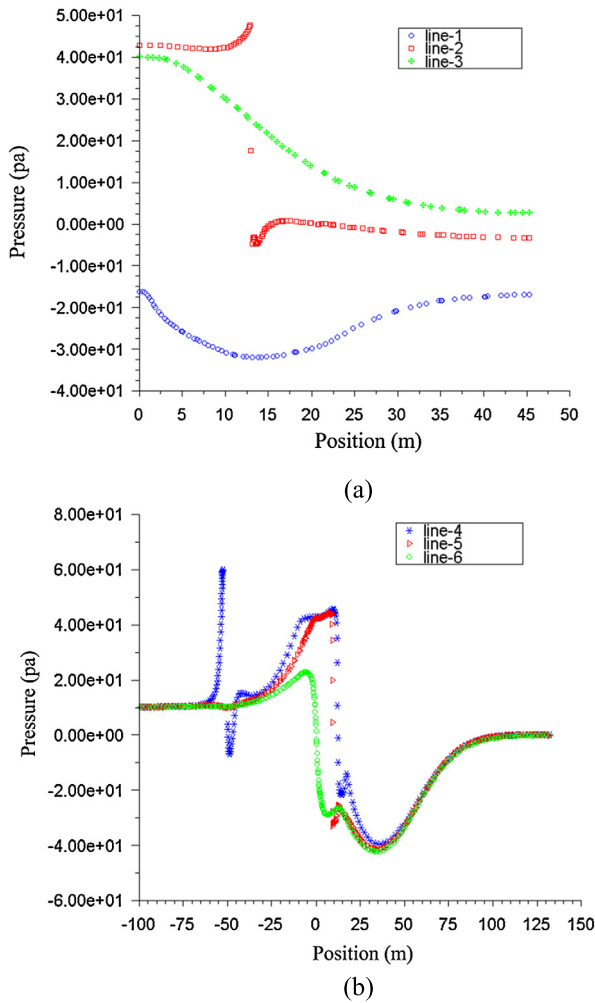 (a)
5.00e+01
4.00e+01
3.00e+01
2.00e+01
1.00e+01
0.00e+00
-1.00e+01
-2.00e+01
-3.00e+01
-4.00e+01
Pressure (pa)
line-1
line-2
line-3
0 5 10 15 20 25 30 35 40 45 50
Position (m)
(a)
8.00e+01
6.00e+01
4.00e+01
2.00e+01
0.00e+00
-2.00e+01
-4.00e+01
-6.00e+01
Pressure (pa)
line-4
line-5
line-6
-100 -75 -50 -25 0 25 50 75 100 125 150
Position (m)
(b)